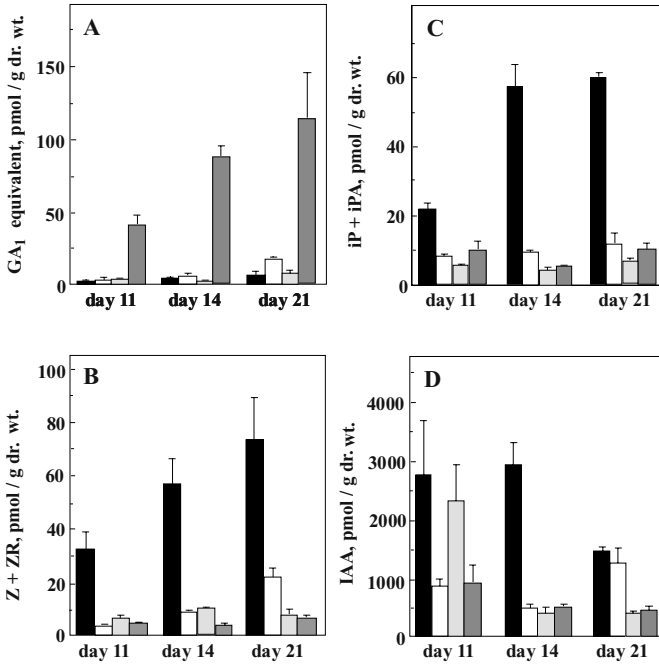 A
GA1 equivalent, pmol / g dr. wt.
150
100
50
0
day 11 day 14 day 21
C
iP + iPA, pmol / g dr. wt.
60
40
20
0
day 11 day 14 day 21
B
Z + ZR, pmol / g dr. wt.
100
80
60
40
20
0
day 11 day 14 day 21
D
IAA, pmol / g dr. wt.
4000
3000
2000
1000
0
day 11 day 14 day 21